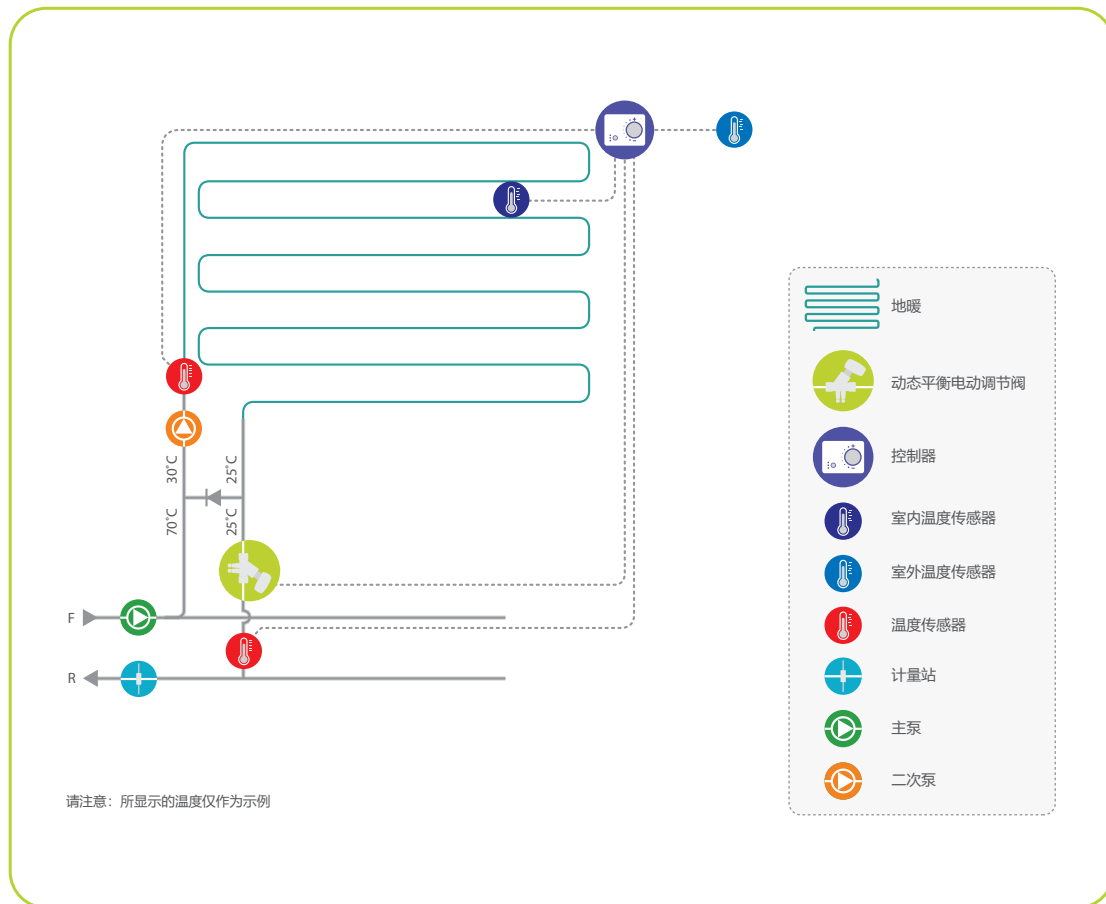 30˚C
25˚C
70˚C
25˚C
F
R
请注意：所显示的温度仅作为示例
地暖
动态平衡电动调节阀
控制器
室内温度传感器
室外温度传感器
温度传感器
计量站
主泵
二次泵